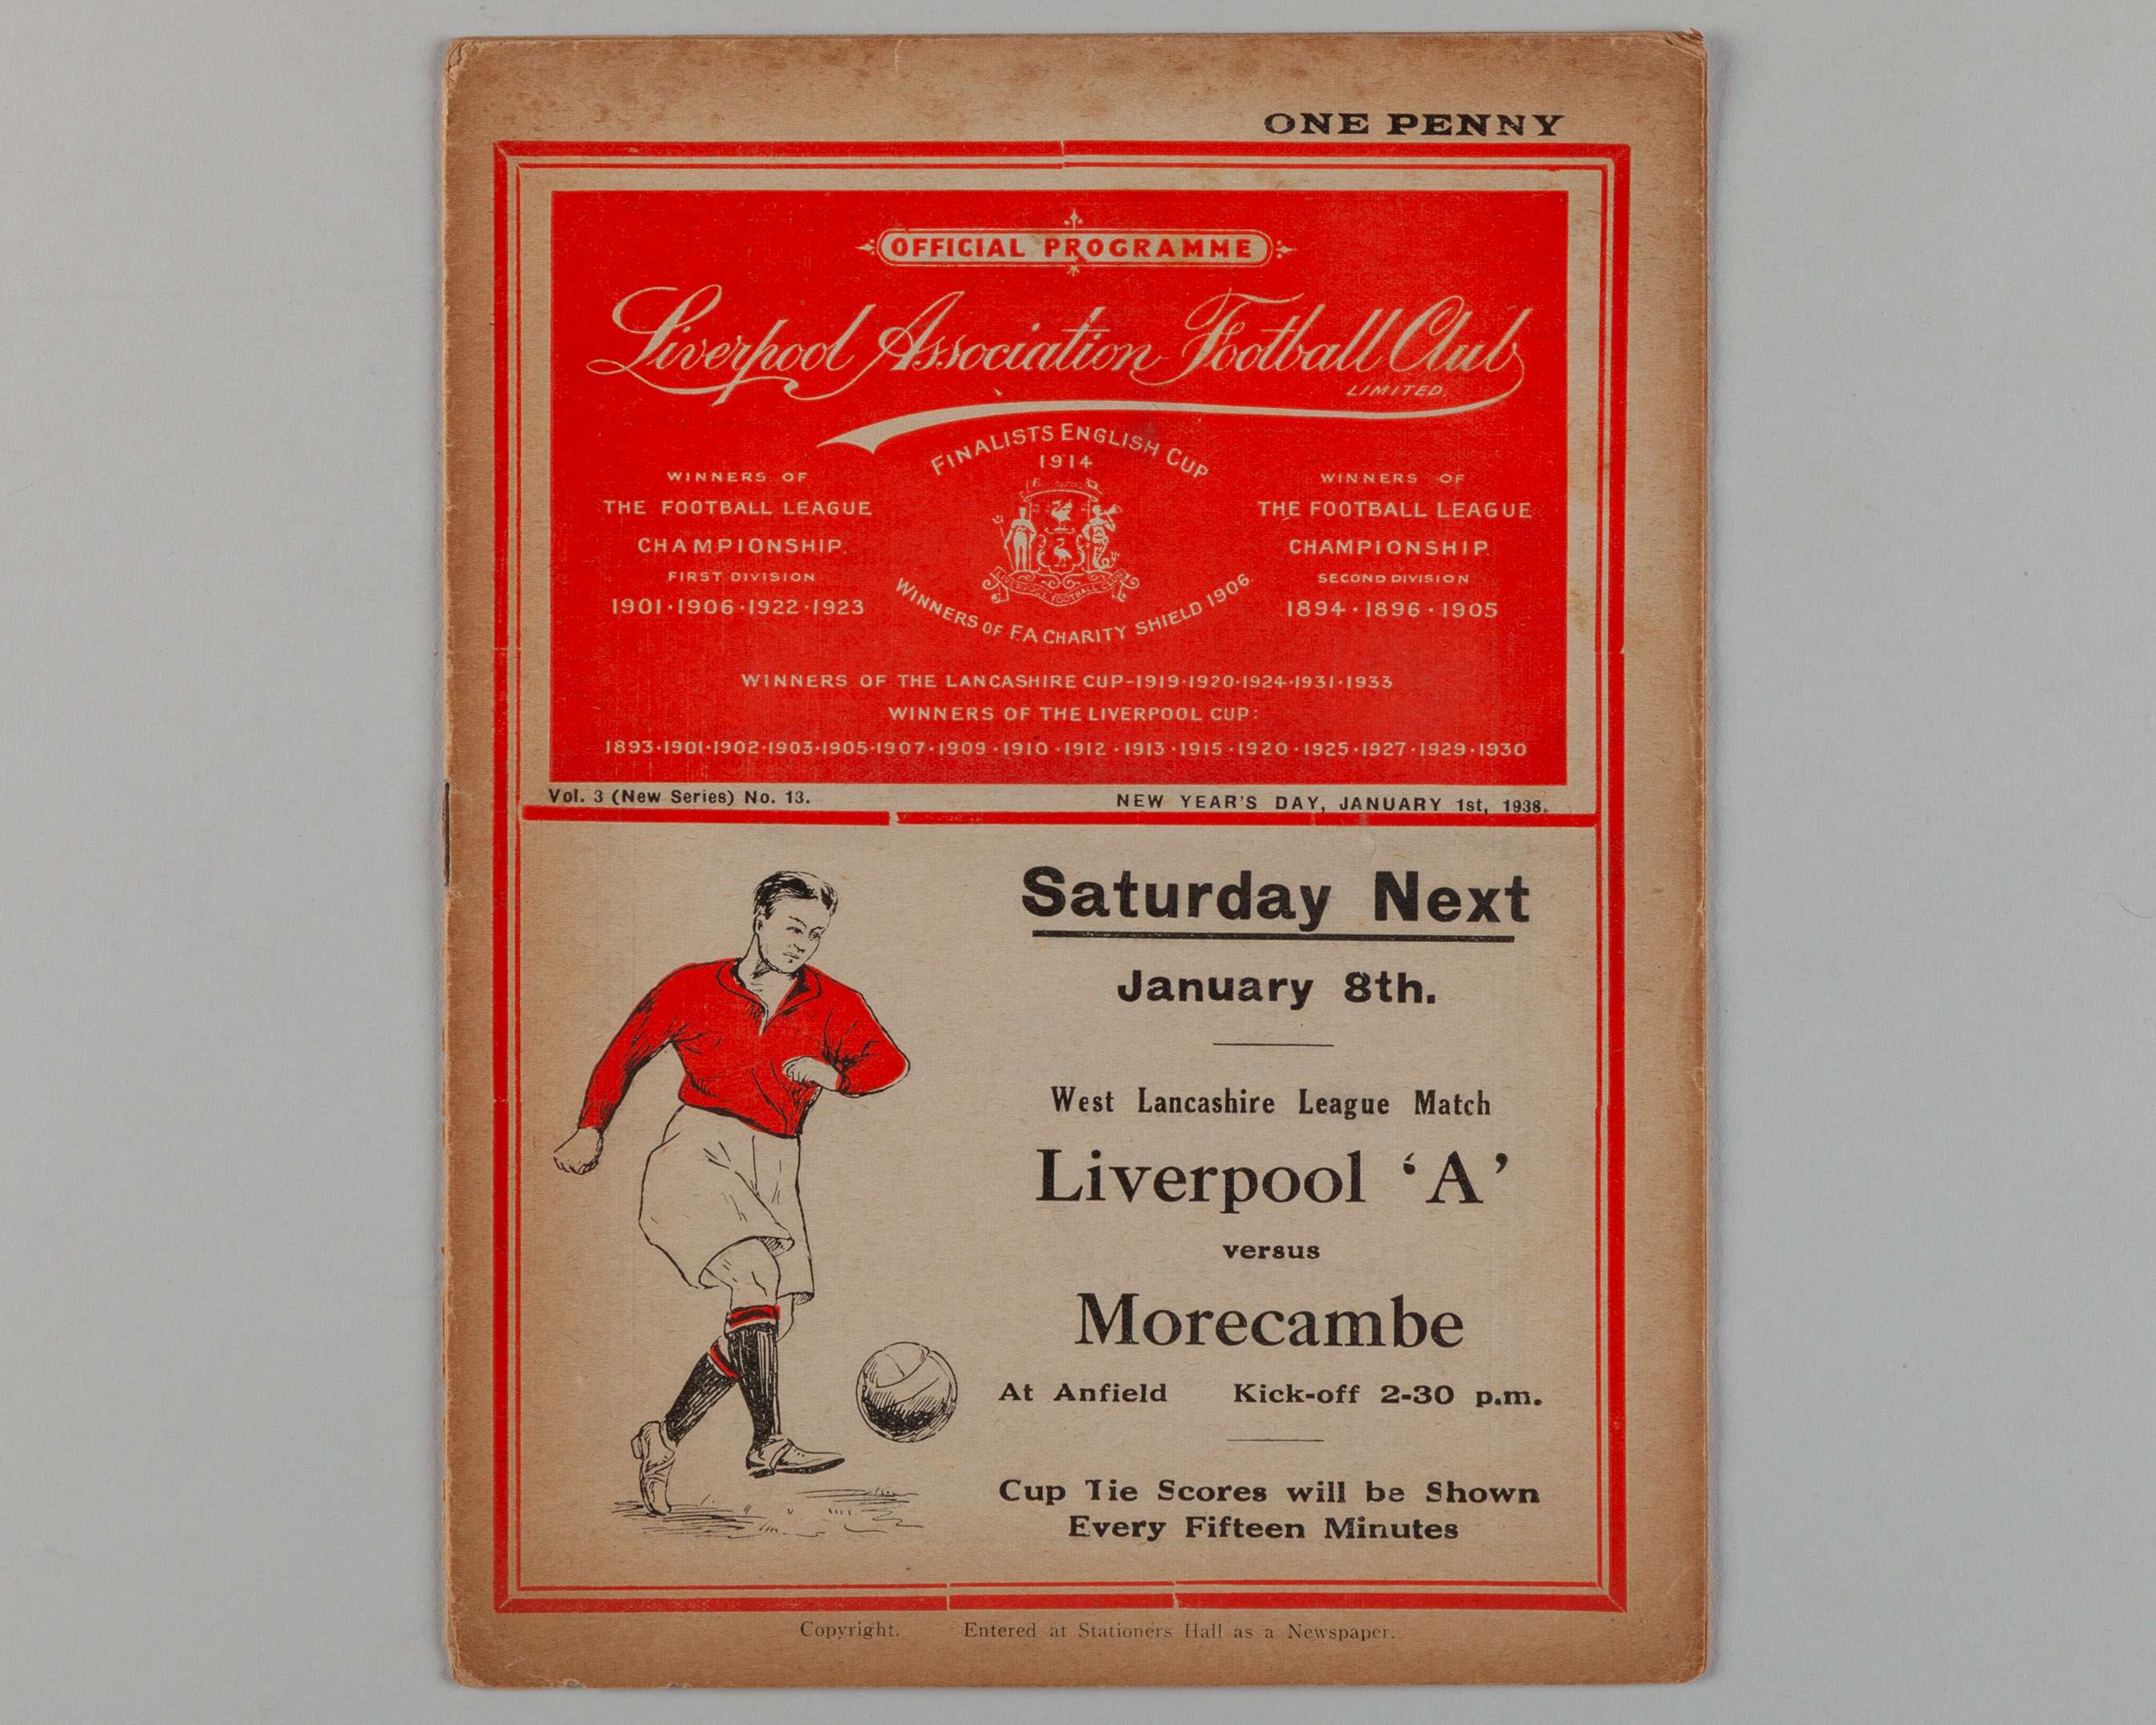 ONE PENNY
OFFICIAL PROGRAMME
Liverpool Association Football Club
LIMITED.
FINALISTS ENGLISH CUP
1914
WINNERS OF
THE FOOTBALL LEAGUE
CHAMPIONSHIP.
FIRST DIVISION
1901·1906·1922·1923
LIVERPOOL FOOTBALL CLUB
WINNERS OF F.A CHARITY SHIELD 1906
WINNERS OF
THE FOOTBALL LEAGUE
CHAMPIONSHIP.
SECOND DIVISION
1894·1896·1905
WINNERS OF THE LANCASHIRE CUP-1919·1920·1924·1931·1933
WINNERS OF THE LIVERPOOL CUP:
1893·1901·1902·1903·1905·1907·1909·1910·1912·1913·1915·1920·1925·1927·1929·1930
Vol. 3 (New Series) No. 13.
NEW YEAR'S DAY, JANUARY 1st, 1938.
Saturday Next
January 8th.
West Lancashire League Match
Liverpool ‘A’
versus
Morecambe
At Anfield Kick-off 2-30 p.m.
Cup Tie Scores will be Shown
Every Fifteen Minutes
Copyright. Entered at Stationers Hall as a Newspaper.